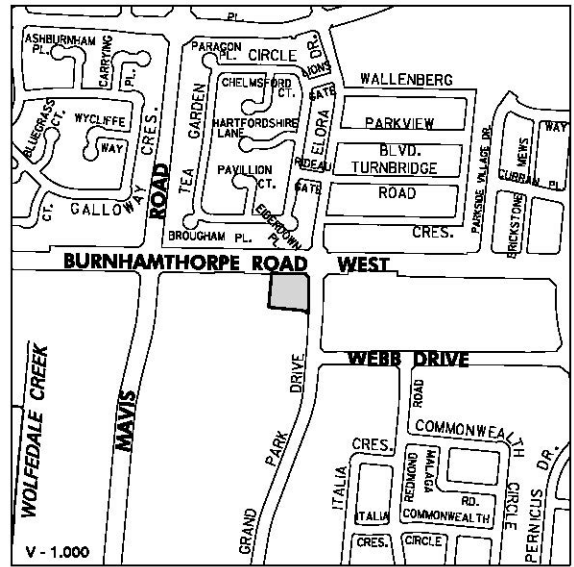 PL.
ASHBURNHAM
PL.
CARRYING
PL.
PARAGON
PL.
CIRCLE
DR.
LIONS
GATE
CHELMSFORD
CT.
WALLENBERG
BLUEGRASS
CT.
WYCLIFFE
WAY
CRES.
GARDEN
TEA
HARTFORDSHIRE
LANE
ELORA
PARKVIEW
BLVD.
TURNBRIDGE
ROAD
CRES.
RIDEAU
GATE
PARKSIDE VILLAGE DR.
MEWS
WAY
CURRAN PL.
BRICKSTONE
PAVILLION
CT.
GALLOWAY
CT.
ROAD
EIDERDOWN
PL.
BROUGHAM PL.
BURNHAMTHORPE ROAD WEST
WEBB DRIVE
WOLFEDALE CREEK
MAVIS
GRAND PARK DRIVE
ROAD
COMMONWEALTH
CIRCLE
CRES.
ITALIA
REDMOND
MALAGA
RD.
COMMONWEALTH
CIRCLE
ITALIA
CRES.
DR.
PERNICUS
V - 1.000